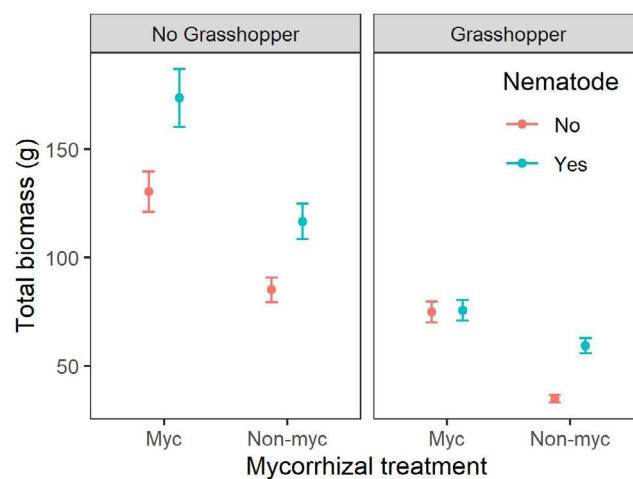 No Grasshopper
Grasshopper
Total biomass (g)
150
100
50
Nematode
No
Yes
Myc
Non-myc
Myc
Non-myc
Mycorrhizal treatment